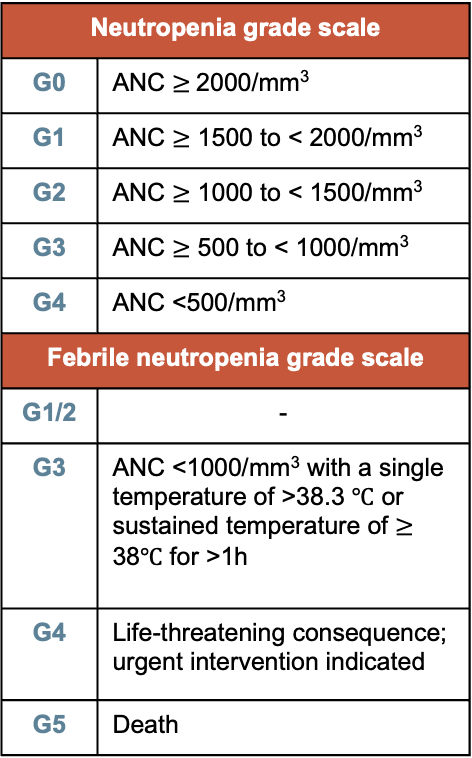 Neutropenia grade scale
G0 ANC ≥ 2000/mm³
G1 ANC ≥ 1500 to < 2000/mm³
G2 ANC ≥ 1000 to < 1500/mm³
G3 ANC ≥ 500 to < 1000/mm³
G4 ANC <500/mm³
Febrile neutropenia grade scale
G1/2 -
G3 ANC <1000/mm³ with a single
temperature of >38.3 ℃ or
sustained temperature of ≥
38℃ for >1h
G4 Life-threatening consequence;
urgent intervention indicated
G5 Death